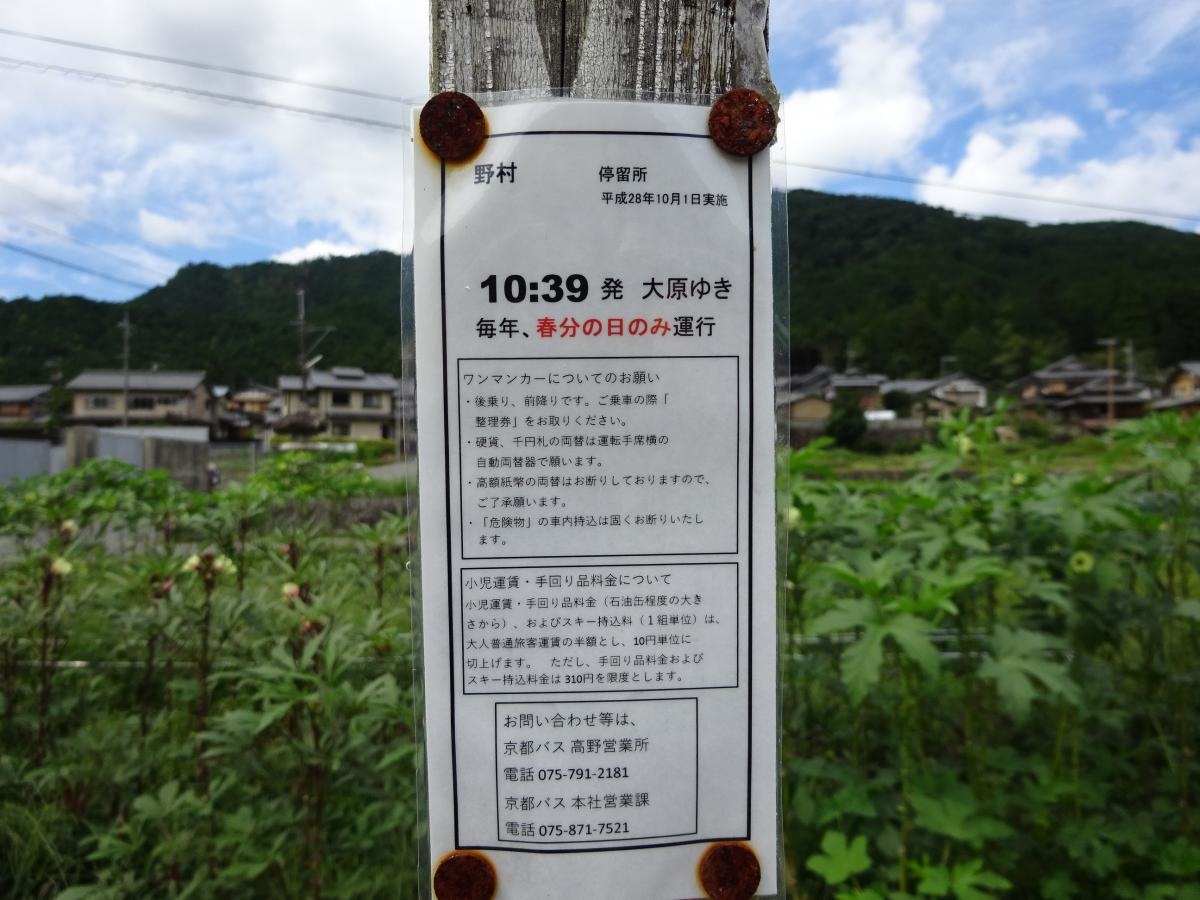 野村 停留所
平成28年10月1日実施
10:39 発 大原ゆき
毎年、春分の日のみ運行
ワンマンカーについてのお願い
・後乗り、前降りです。ご乗車の際「
整理券」をお取りください。
・硬貨、千円札の両替は運転手席横の
自動両替器で願います。
・高額紙幣の両替はお断りしておりますので、
ご了承願います。
・「危険物」の車内持込は固くお断りいたし
ます。
小児運賃・手回り品料金について
小児運賃・手回り品料金（石油缶程度の大き
さから）、およびスキー持込料（１組単位）は、
大人普通旅客運賃の半額とし、10円単位に
切上げます。 ただし、手回り品料金および
スキー持込料金は310円を限度とします。
お問い合わせ等は、
京都バス 高野営業所
電話 075-791-2181
京都バス 本社営業課
電話 075-871-7521